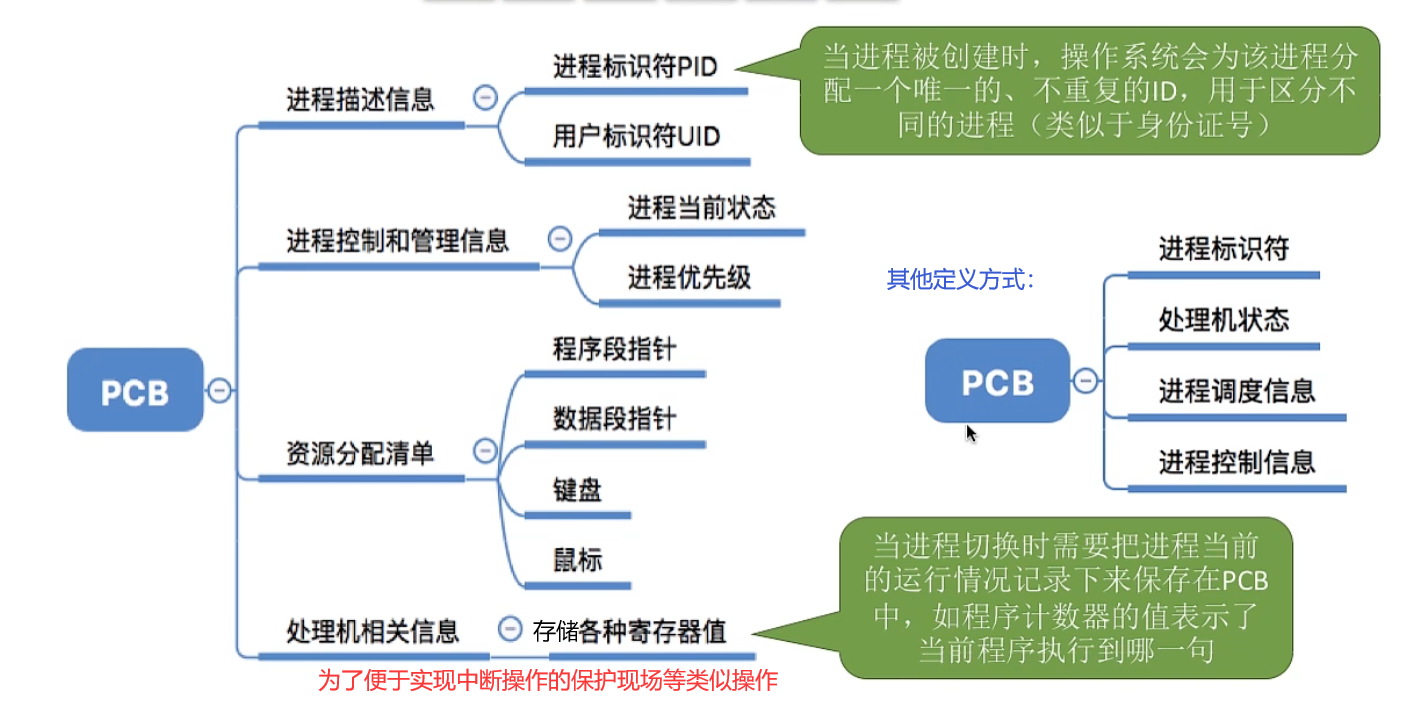 进程标识符PID
进程描述信息
用户标识符UID
当进程被创建时，操作系统会为该进程分
配一个唯一的、不重复的ID，用于区分不
同的进程（类似于身份证号）
进程当前状态
进程控制和管理信息
进程优先级
PCB
程序段指针
数据段指针
资源分配清单
键盘
鼠标
处理机相关信息
存储各种寄存器值
为了便于实现中断操作的保护现场等类似操作
其他定义方式：
PCB
进程标识符
处理机状态
进程调度信息
进程控制信息
当进程切换时需要把进程当前
的运行情况记录下来保存在PCB
中，如程序计数器的值表示了
当前程序执行到哪一句